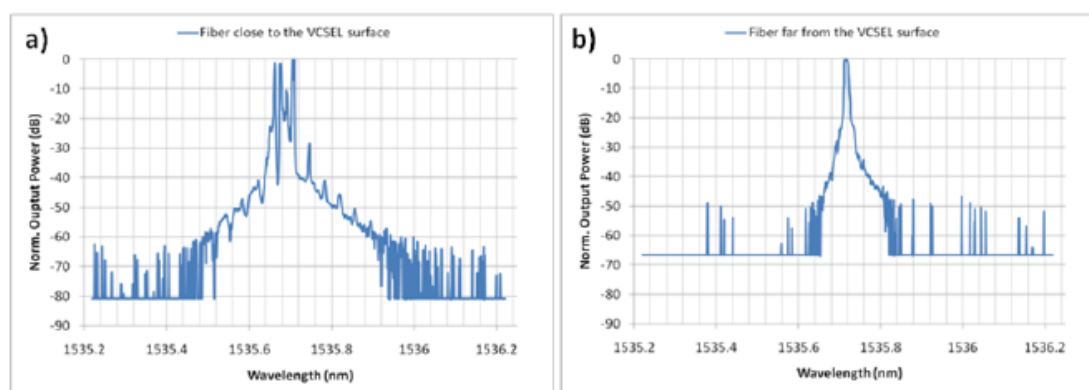 a)
Fiber close to the VCSEL surface
Norm. Ouptut Power (dB)
0
-10
-20
-30
-40
-50
-60
-70
-80
-90
1535.2 1535.4 1535.6 1535.8 1536 1536.2
Wavelength (nm)
b)
Fiber far from the VCSEL surface
Norm. Output Power (dB)
0
-10
-20
-30
-40
-50
-60
-70
-80
-90
1535.2 1535.4 1535.6 1535.8 1536 1536.2
Wavelength (nm)